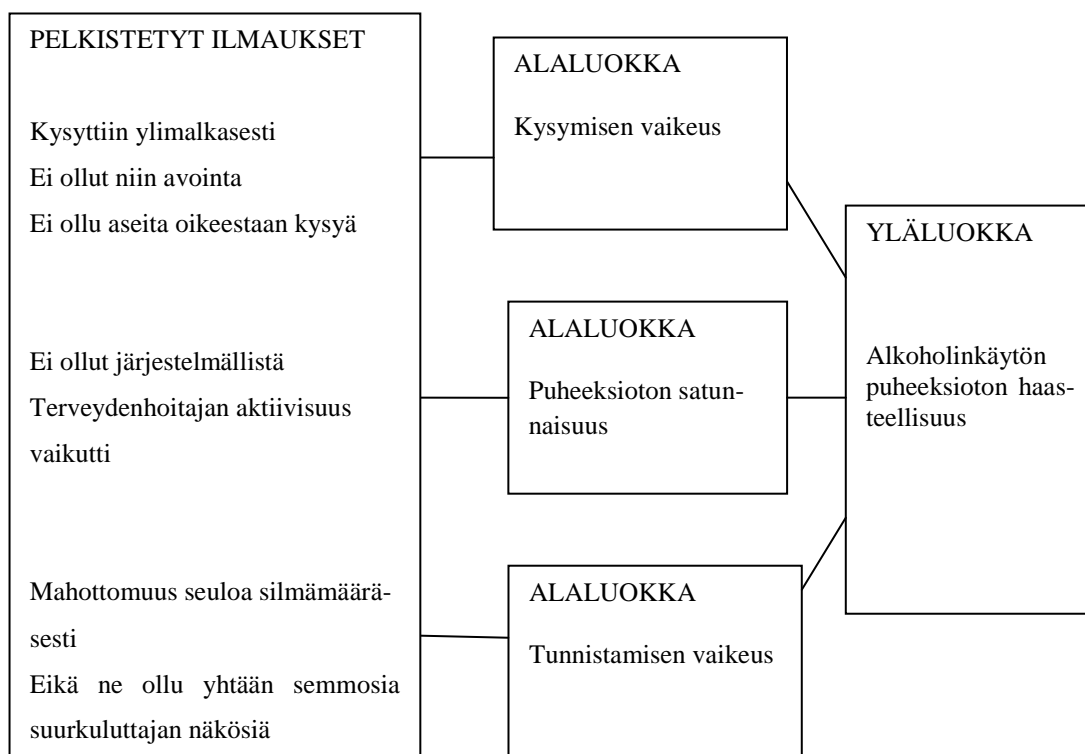 PELKISTETYT ILMAUKSET
Kysyttiin ylimalkasesti
Ei ollut niin avointa
Ei ollu aseita oikeestaan kysyä
Ei ollut järjestelmällistä
Terveydenhoitajan aktiivisuus
vaikutti
Mahottomuus seuloa silmämäärä-
sesti
Eikä ne ollu yhtään semmosia
suurkuluttajan näkösiä
ALALUOKKA
Kysymisen vaikeus
ALALUOKKA
Puheeksioton satun-
naisuus
ALALUOKKA
Tunnistamisen vaikeus
YLÄLUOKKA
Alkoholinkäytön
puheeksioton haas-
teellisuus